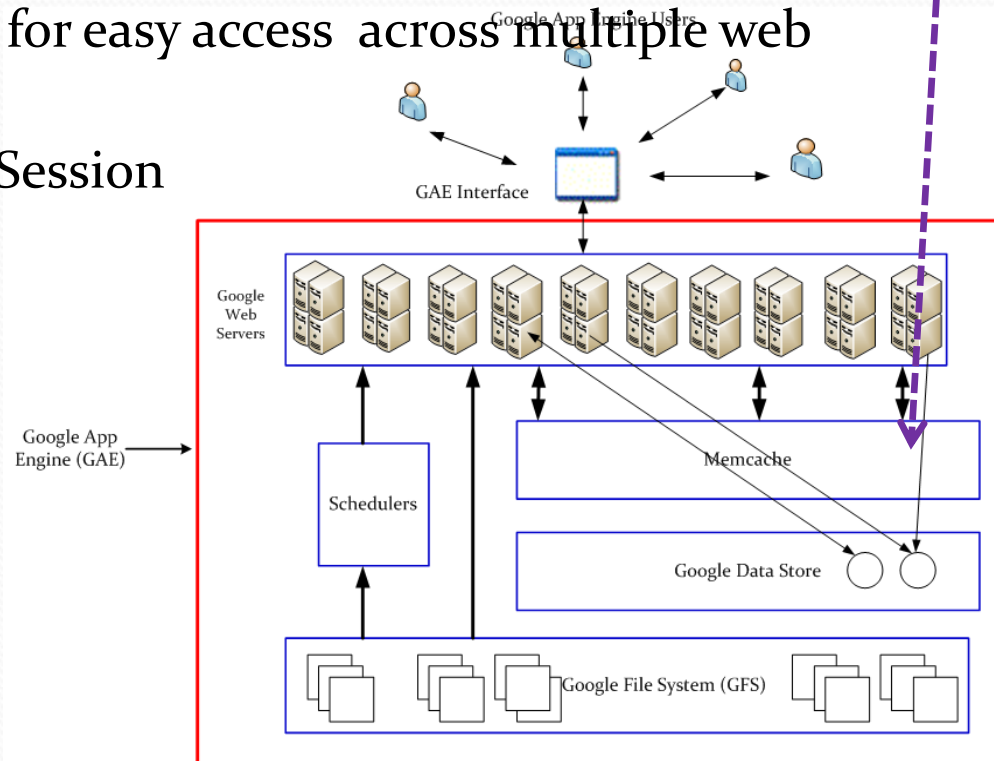 Google App Engine Users
for easy access across multiple web
Session
GAE Interface
Google
Web
Servers
Google App
Engine (GAE)
Schedulers
Memcache
Google Data Store
Google File System (GFS)